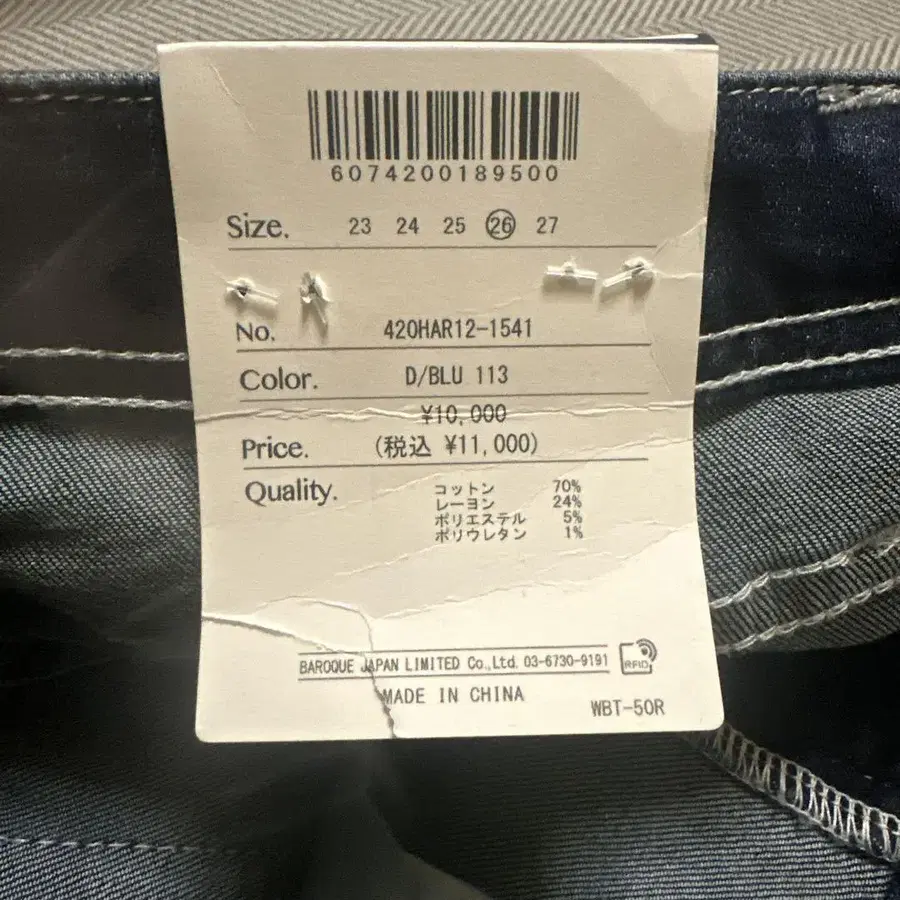 6074200189500
Size. 23 24 25 26 27
No. 420HAR12-1541
Color. D/BLU 113
¥10,000
Price. (税込 ¥11,000)
Quality. コットン 70%
レーヨン 24%
ポリエステル 5%
ポリウレタン 1%
BAROQUE JAPAN LIMITED Co.,Ltd. 03-6730-9191
RFID
MADE IN CHINA
WBT-50R